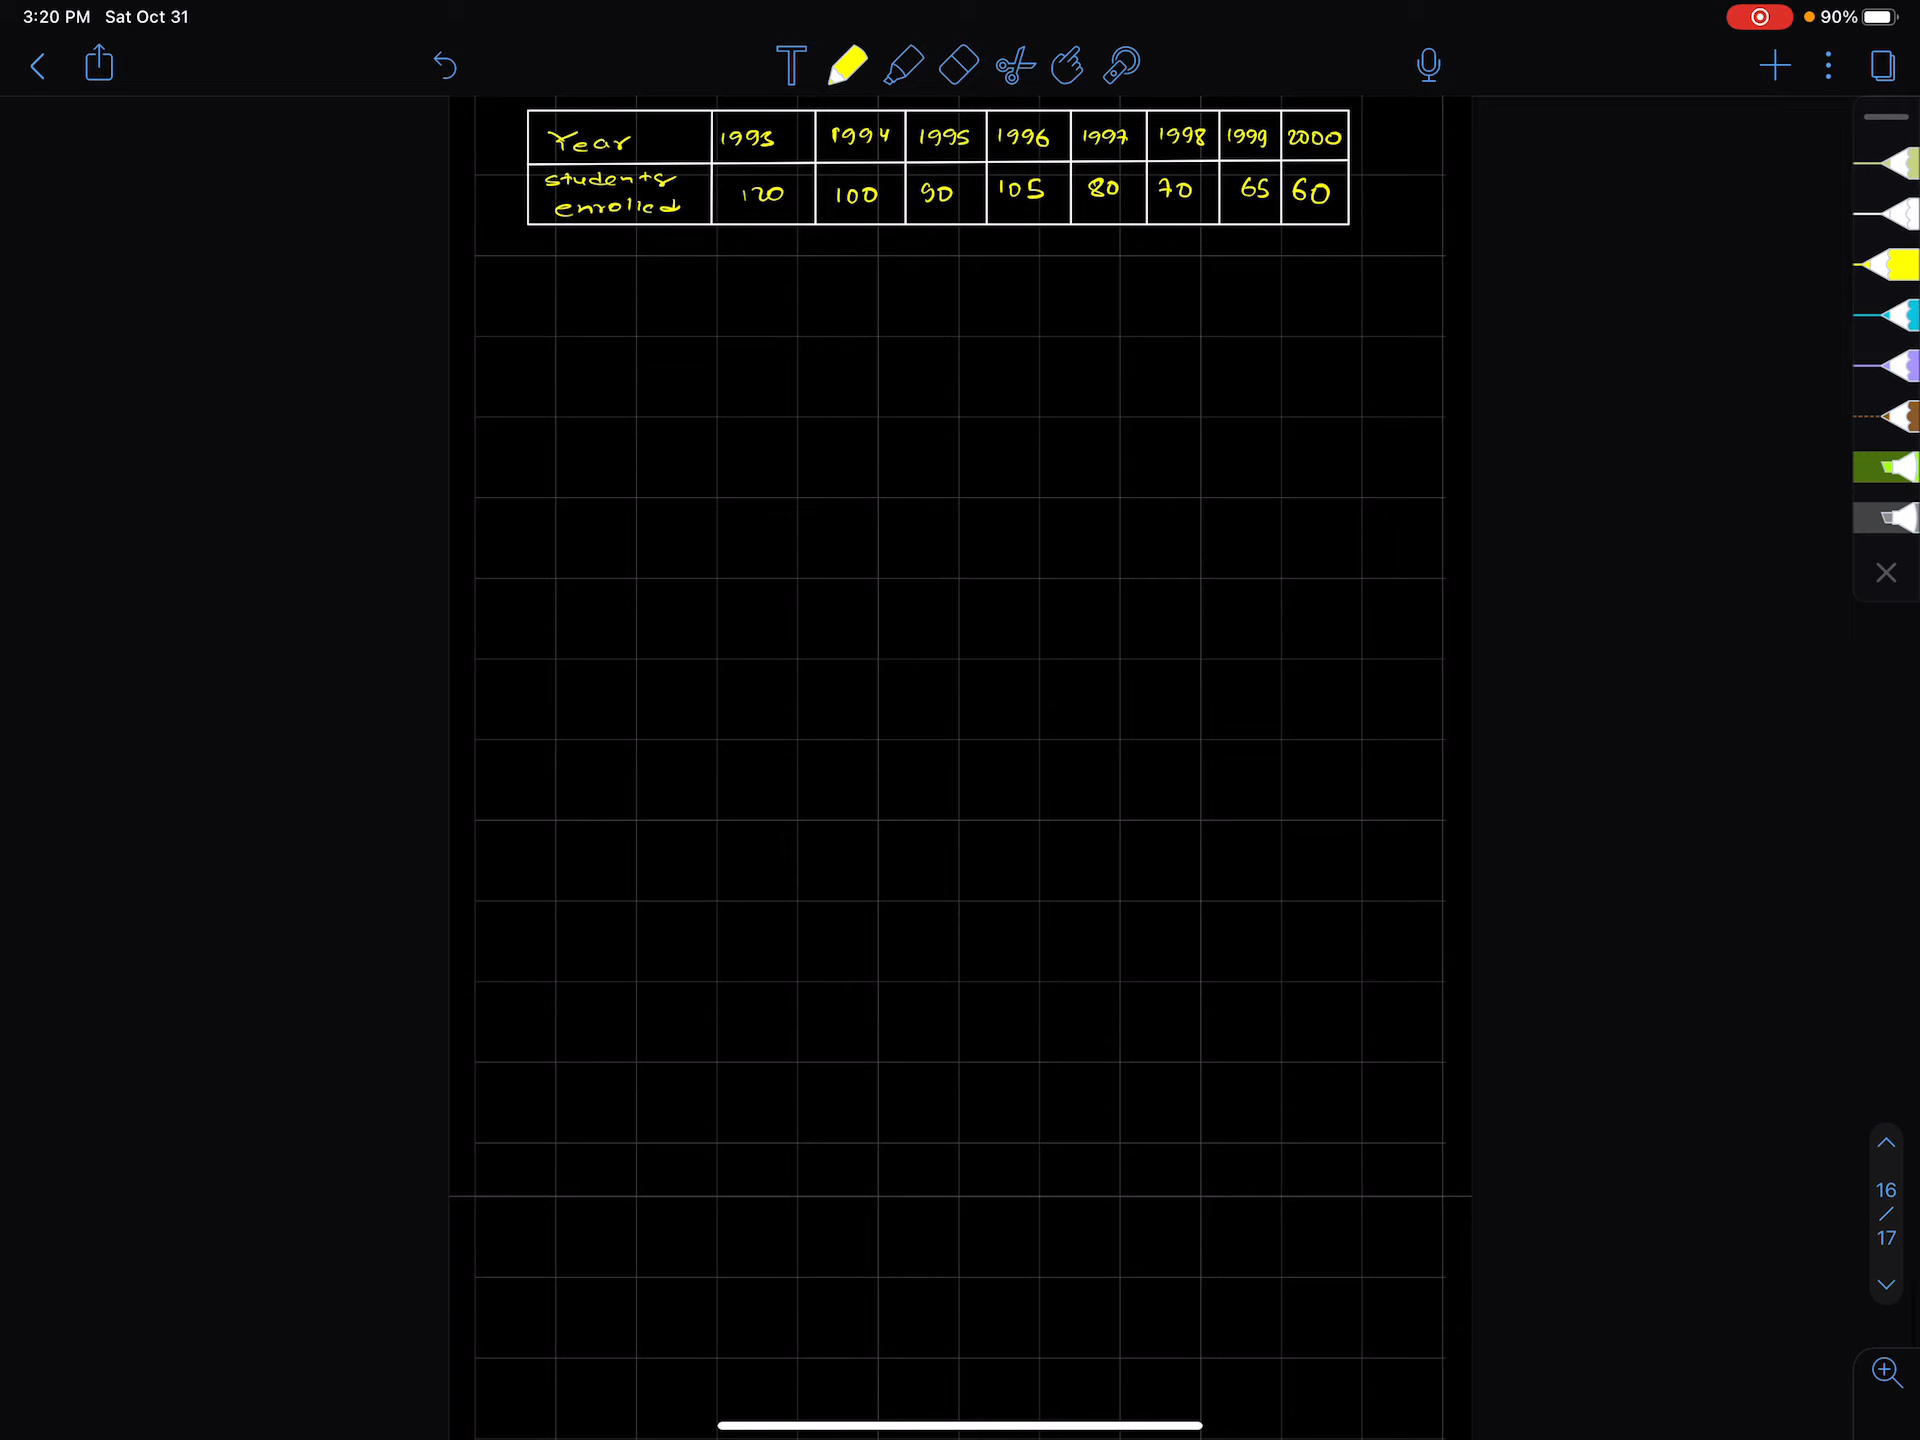 3:20 PM Sat Oct 31
90%
Year 1993 1994 1995 1996 1997 1998 1999 2000
students
enrolled 120 100 90 105 80 70 65 60
16
/
17